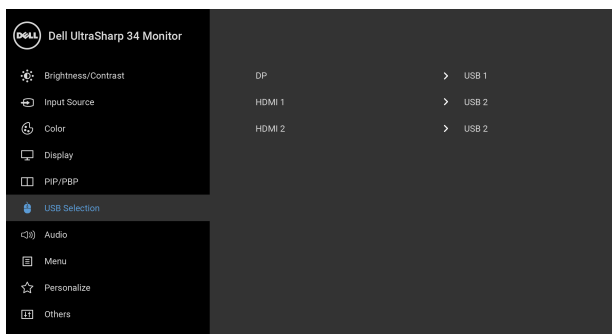 DELL Dell UltraSharp 34 Monitor
Brightness/Contrast
Input Source
Color
Display
PIP/PBP
USB Selection
Audio
Menu
Personalize
Others
DP USB 1
HDMI 1 USB 2
HDMI 2 USB 2